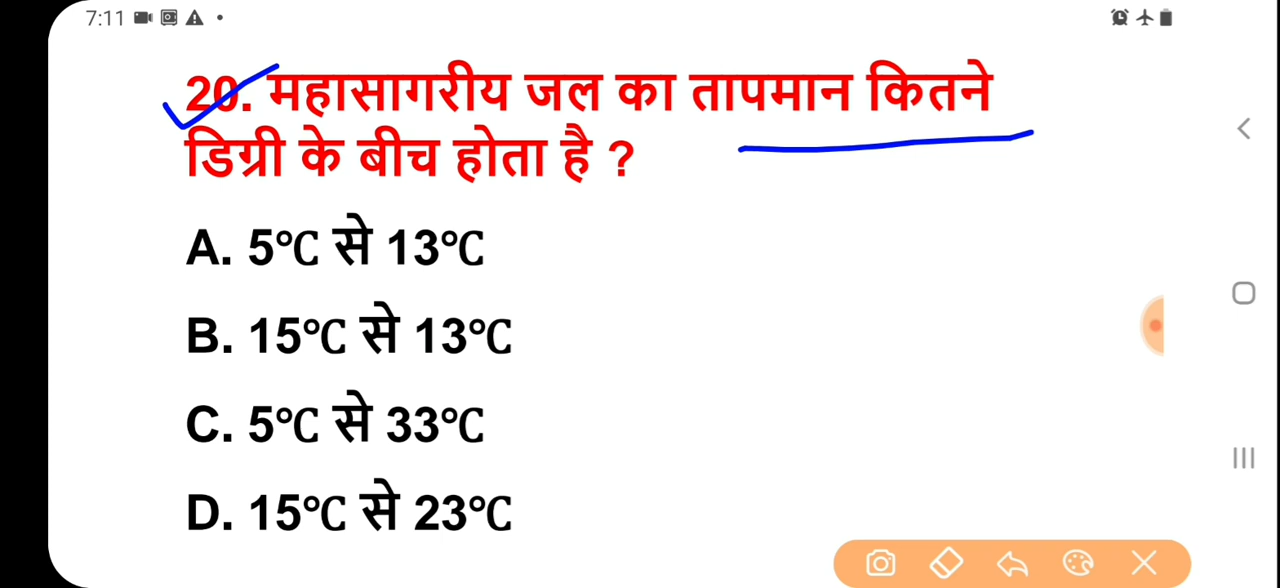 7:11
20. महासागरीय जल का तापमान कितने
डिग्री के बीच होता है ?
A. 5°C से 13°C
B. 15°C से 13°C
C. 5°C से 33°C
D. 15°C से 23°C